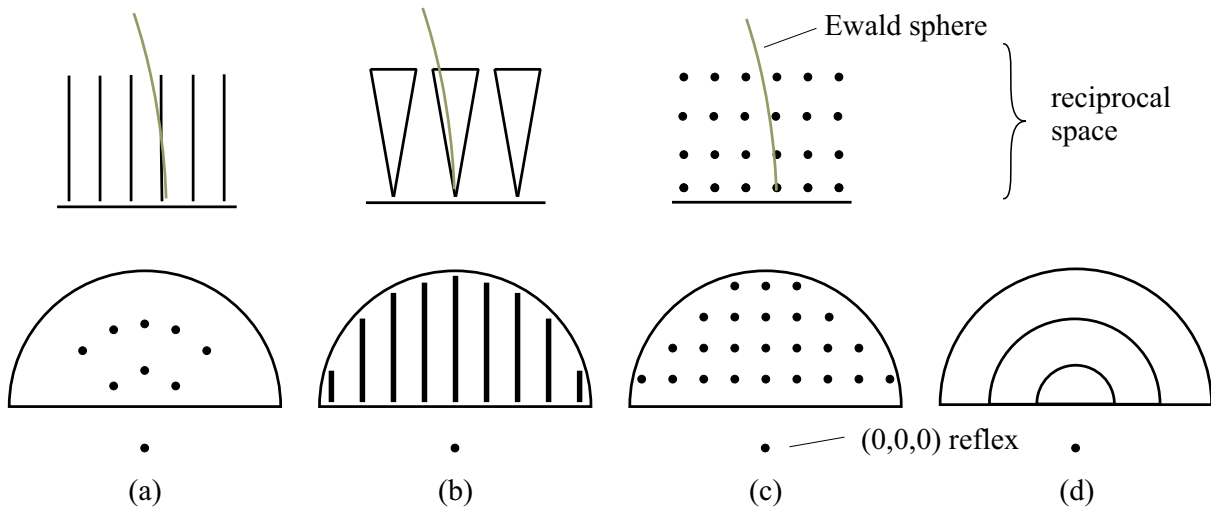 Ewald sphere
reciprocal
space
(0,0,0) reflex
(a)
(b)
(c)
(d)